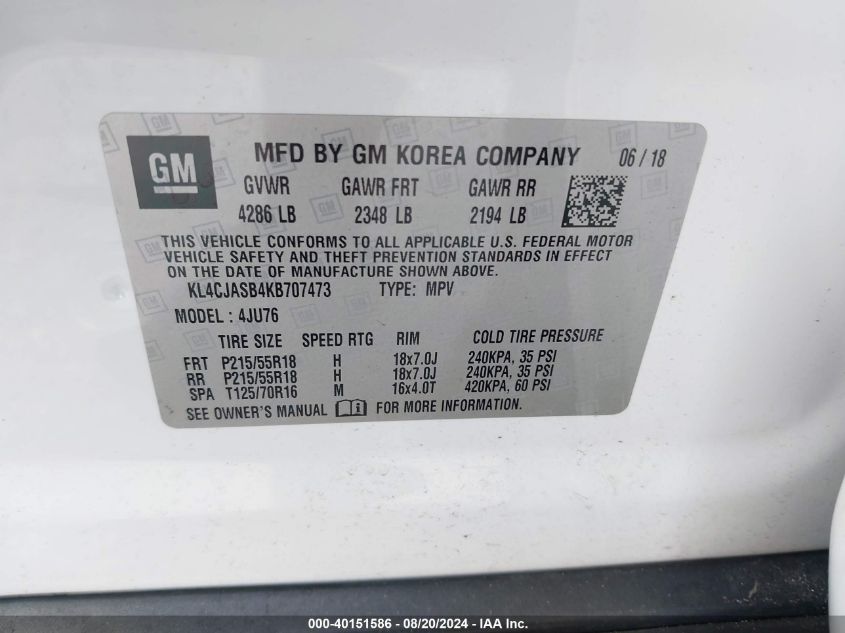 GM
MFD BY GM KOREA COMPANY 06/18
GVWR GAWR FRT GAWR RR
4286 LB 2348 LB 2194 LB
THIS VEHICLE CONFORMS TO ALL APPLICABLE U.S. FEDERAL MOTOR
VEHICLE SAFETY AND THEFT PREVENTION STANDARDS IN EFFECT
ON THE DATE OF MANUFACTURE SHOWN ABOVE.
KL4CJASB4KB707473 TYPE: MPV
MODEL: 4JU76
TIRE SIZE SPEED RTG RIM COLD TIRE PRESSURE
FRT P215/55R18 H 18x7.0J 240KPA, 35 PSI
RR P215/55R18 H 18x7.0J 240KPA, 35 PSI
SPA T125/70R16 M 16x4.0T 420KPA, 60 PSI
SEE OWNER'S MANUAL FOR MORE INFORMATION.
000-40151586 - 08/20/2024 - IAAI.com